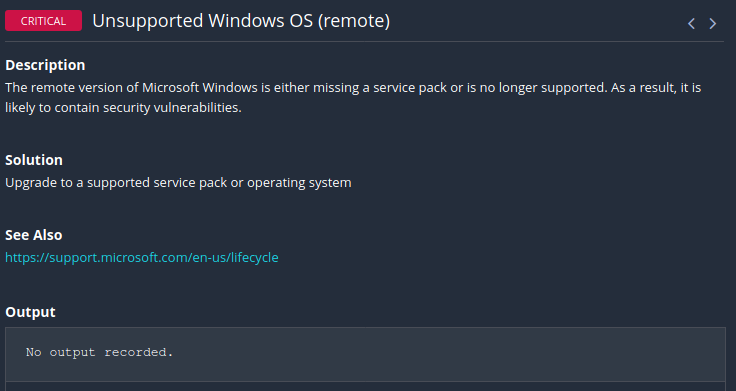 CRITICAL Unsupported Windows OS (remote)
Description
The remote version of Microsoft Windows is either missing a service pack or is no longer supported. As a result, it is
likely to contain security vulnerabilities.
Solution
Upgrade to a supported service pack or operating system
See Also
https://support.microsoft.com/en-us/lifecycle
Output
No output recorded.